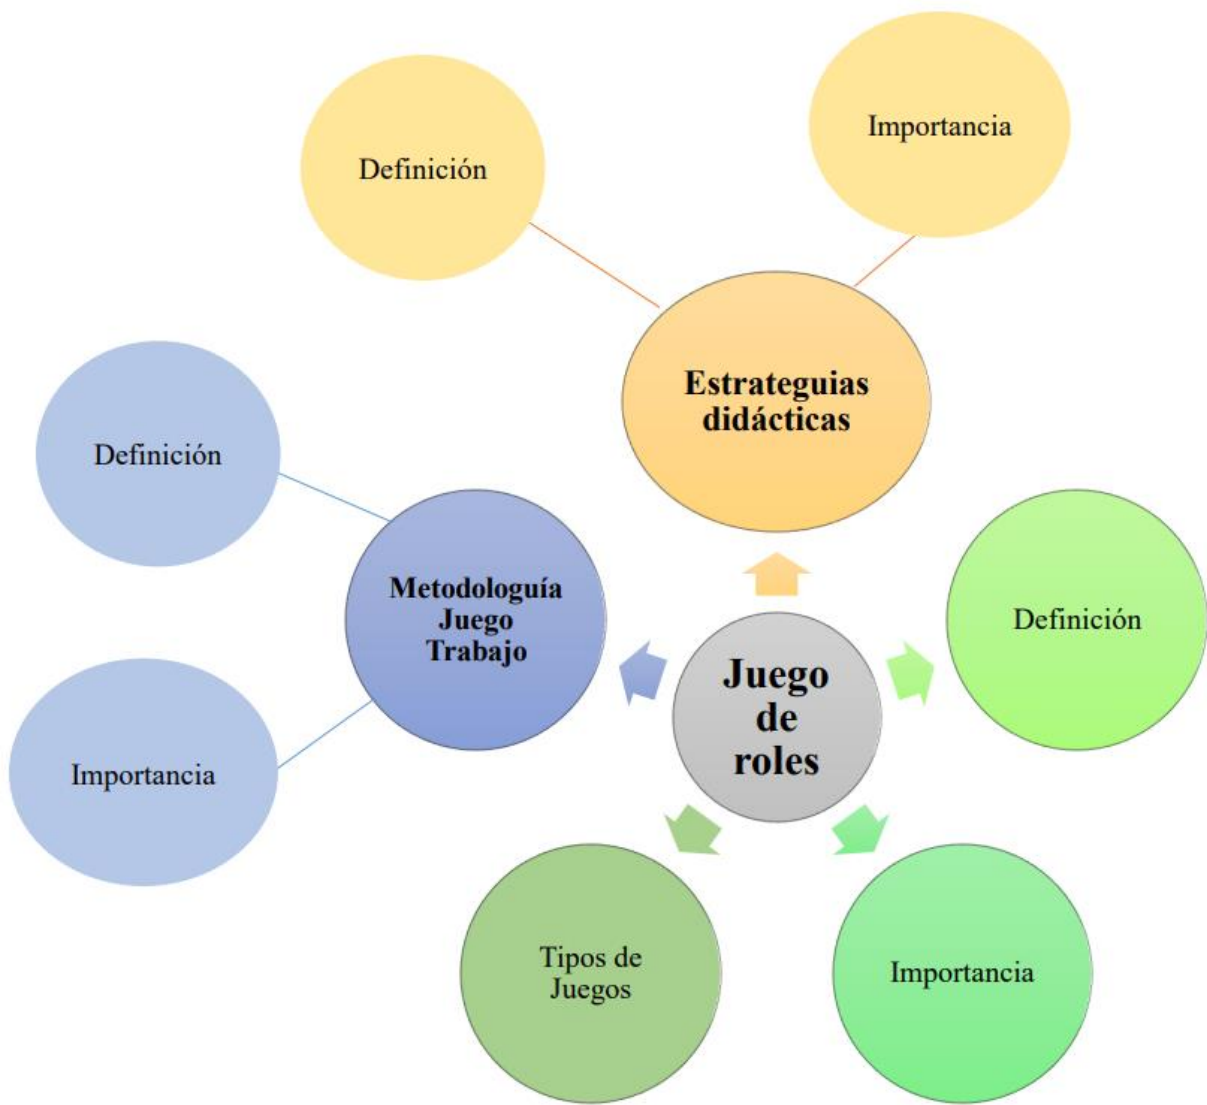 Importancia
Definición
Estrateguias
didácticas
Definición
Metodologuía
Juego
Trabajo
Definición
Juego
de
roles
Importancia
Tipos de
Juegos
Importancia